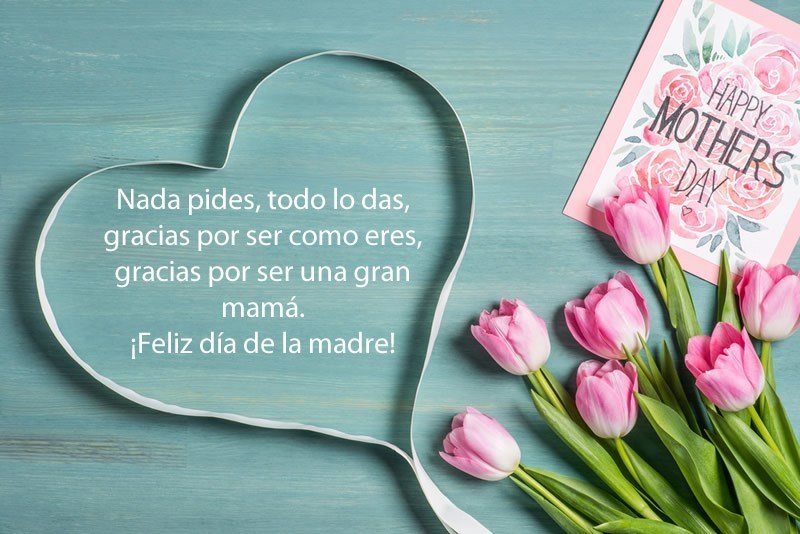 Nada pides, todo lo das,
gracias por ser como eres,
gracias por ser una gran
mamá.
¡Feliz día de la madre!
HAPPY
MOTHERS
DAY